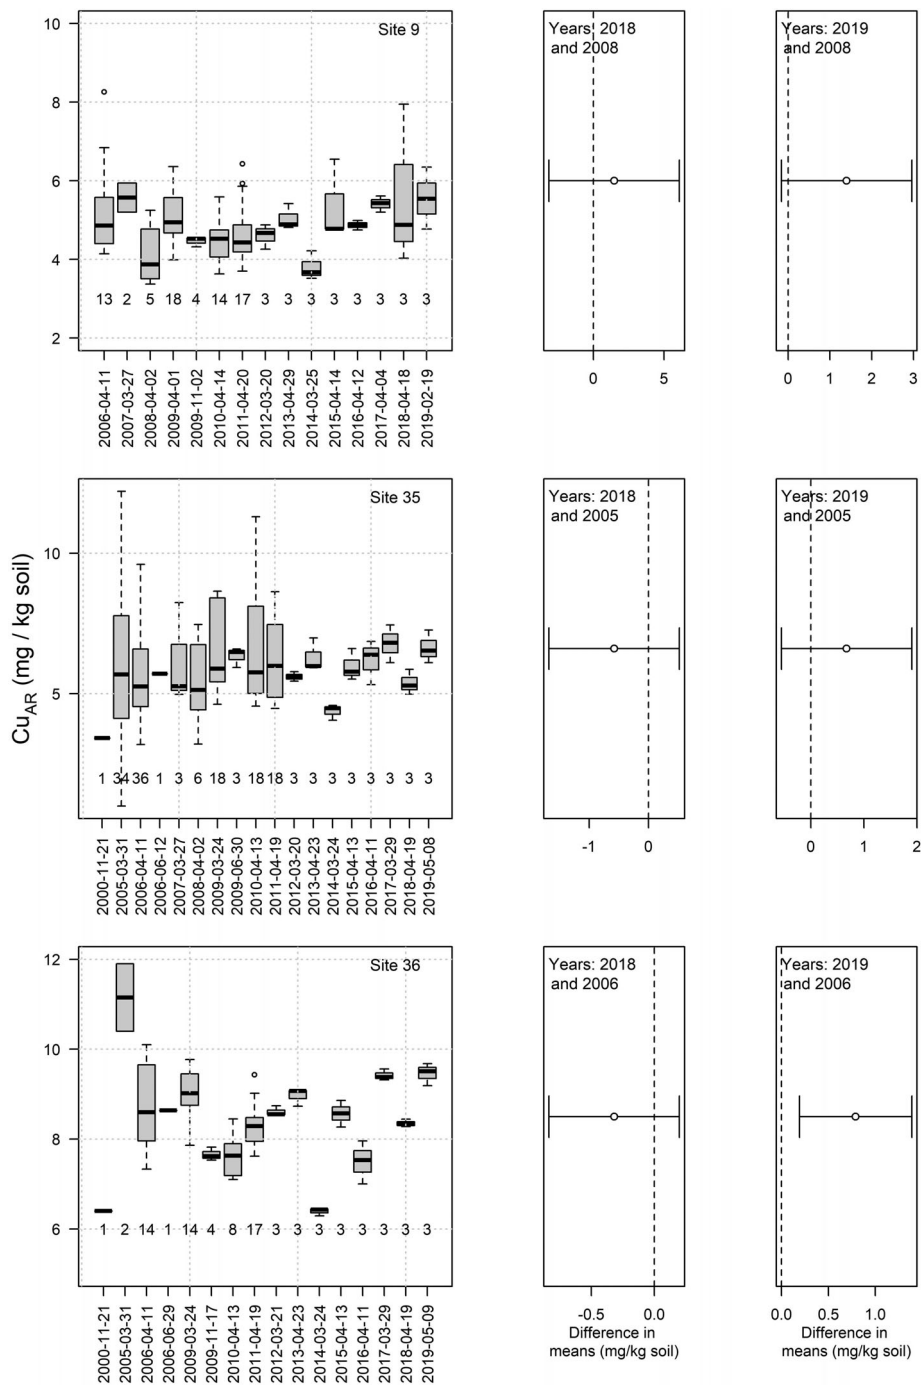 Cu_AR (mg / kg soil)
Site 9
10
8
6
4
2
13 2 5 18 4 14 17 3 3 3 3 3 3 3 3
2006-04-11
2007-03-27
2008-04-02
2009-04-01
2009-11-02
2010-04-14
2011-04-20
2012-03-20
2013-04-29
2014-03-25
2015-04-14
2016-04-12
2017-04-04
2018-04-18
2019-02-19
Years: 2018
and 2008
0 5
Years: 2019
and 2008
0 1 2 3
Site 35
10
5
1 34 36 1 3 6 18 3 18 18 3 3 3 3 3 3 3 3
2000-11-21
2005-03-31
2006-04-11
2006-06-12
2007-03-27
2008-04-02
2009-03-24
2009-06-30
2010-04-13
2011-04-19
2012-03-20
2013-04-23
2014-03-24
2015-04-13
2016-04-11
2017-03-29
2018-04-19
2019-05-08
Years: 2018
and 2005
-1 0
Years: 2019
and 2005
0 1 2
Site 36
12
10
8
6
1 2 14 1 14 4 8 17 3 3 3 3 3 3 3 3
2000-11-21
2005-03-31
2006-04-11
2006-06-29
2009-03-24
2009-11-17
2010-04-13
2011-04-19
2012-03-21
2013-04-23
2014-03-24
2015-04-13
2016-04-11
2017-03-29
2018-04-19
2019-05-09
Years: 2018
and 2006
-0.5 0.0
Difference in
means (mg/kg soil)
Years: 2019
and 2006
0.0 1.0
Difference in
means (mg/kg soil)